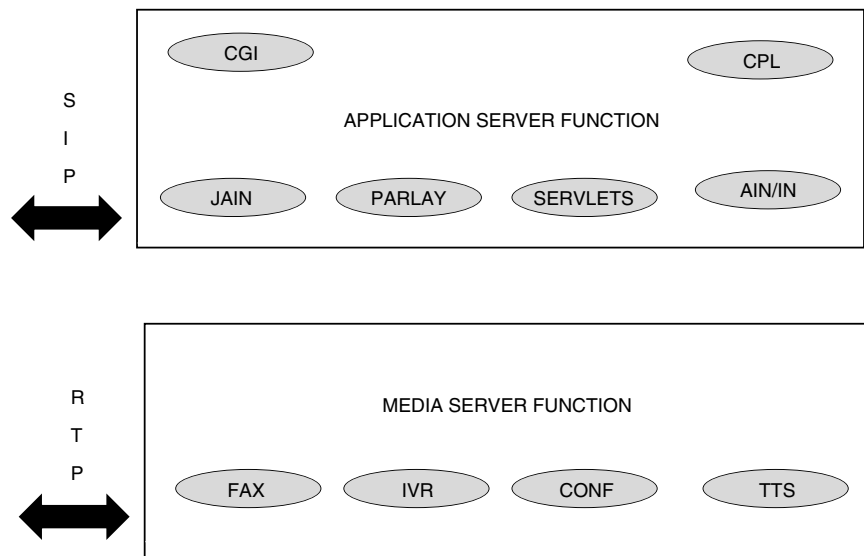 CGI
CPL
S
I
P
APPLICATION SERVER FUNCTION
JAIN
PARLAY
SERVLETS
AIN/IN
R
T
P
MEDIA SERVER FUNCTION
FAX
IVR
CONF
TTS